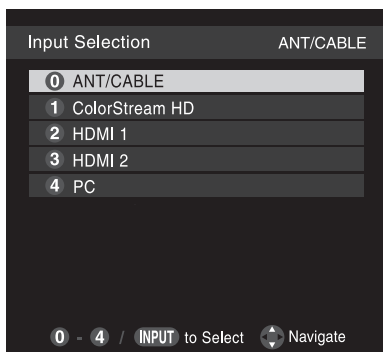 Input Selection ANT/CABLE
0 ANT/CABLE
1 ColorStream HD
2 HDMI 1
3 HDMI 2
4 PC
0 - 4 / INPUT to Select Navigate